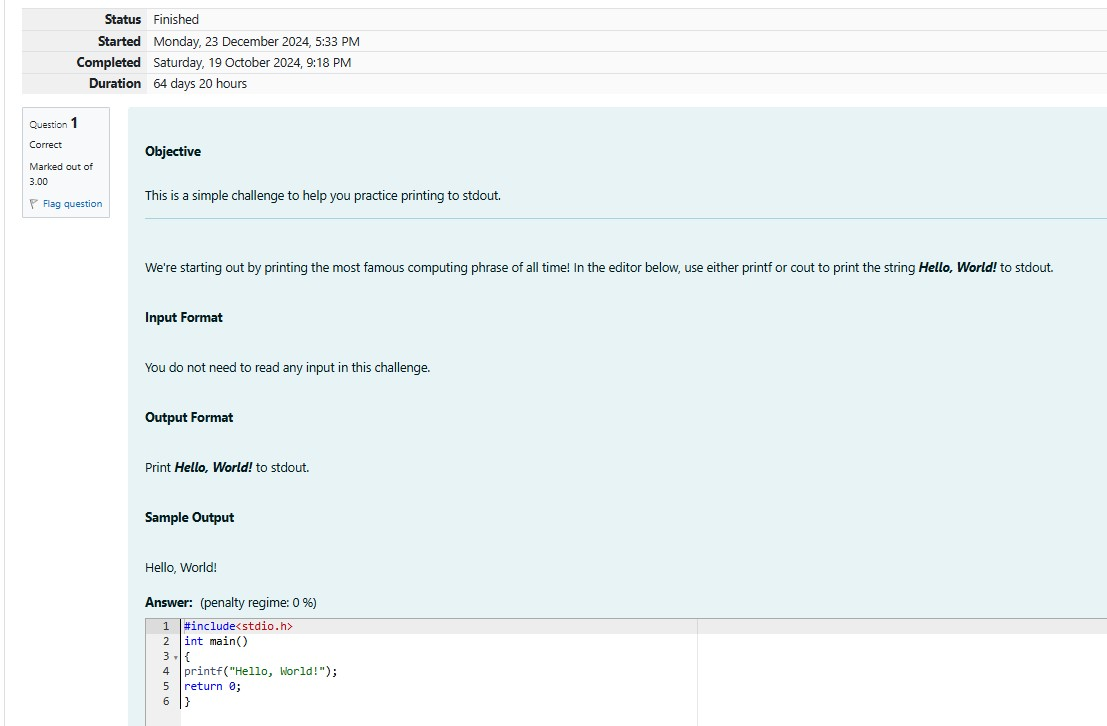 Status Finished
Started Monday, 23 December 2024, 5:33 PM
Completed Saturday, 19 October 2024, 9:18 PM
Duration 64 days 20 hours
Question 1
Correct
Marked out of
3.00
Flag question
Objective
This is a simple challenge to help you practice printing to stdout.
We're starting out by printing the most famous computing phrase of all time! In the editor below, use either printf or cout to print the string Hello, World! to stdout.
Input Format
You do not need to read any input in this challenge.
Output Format
Print Hello, World! to stdout.
Sample Output
Hello, World!
Answer: (penalty regime: 0 %)
1 #include<stdio.h>
2 int main()
3 {
4 printf("Hello, World!");
5 return 0;
6 }